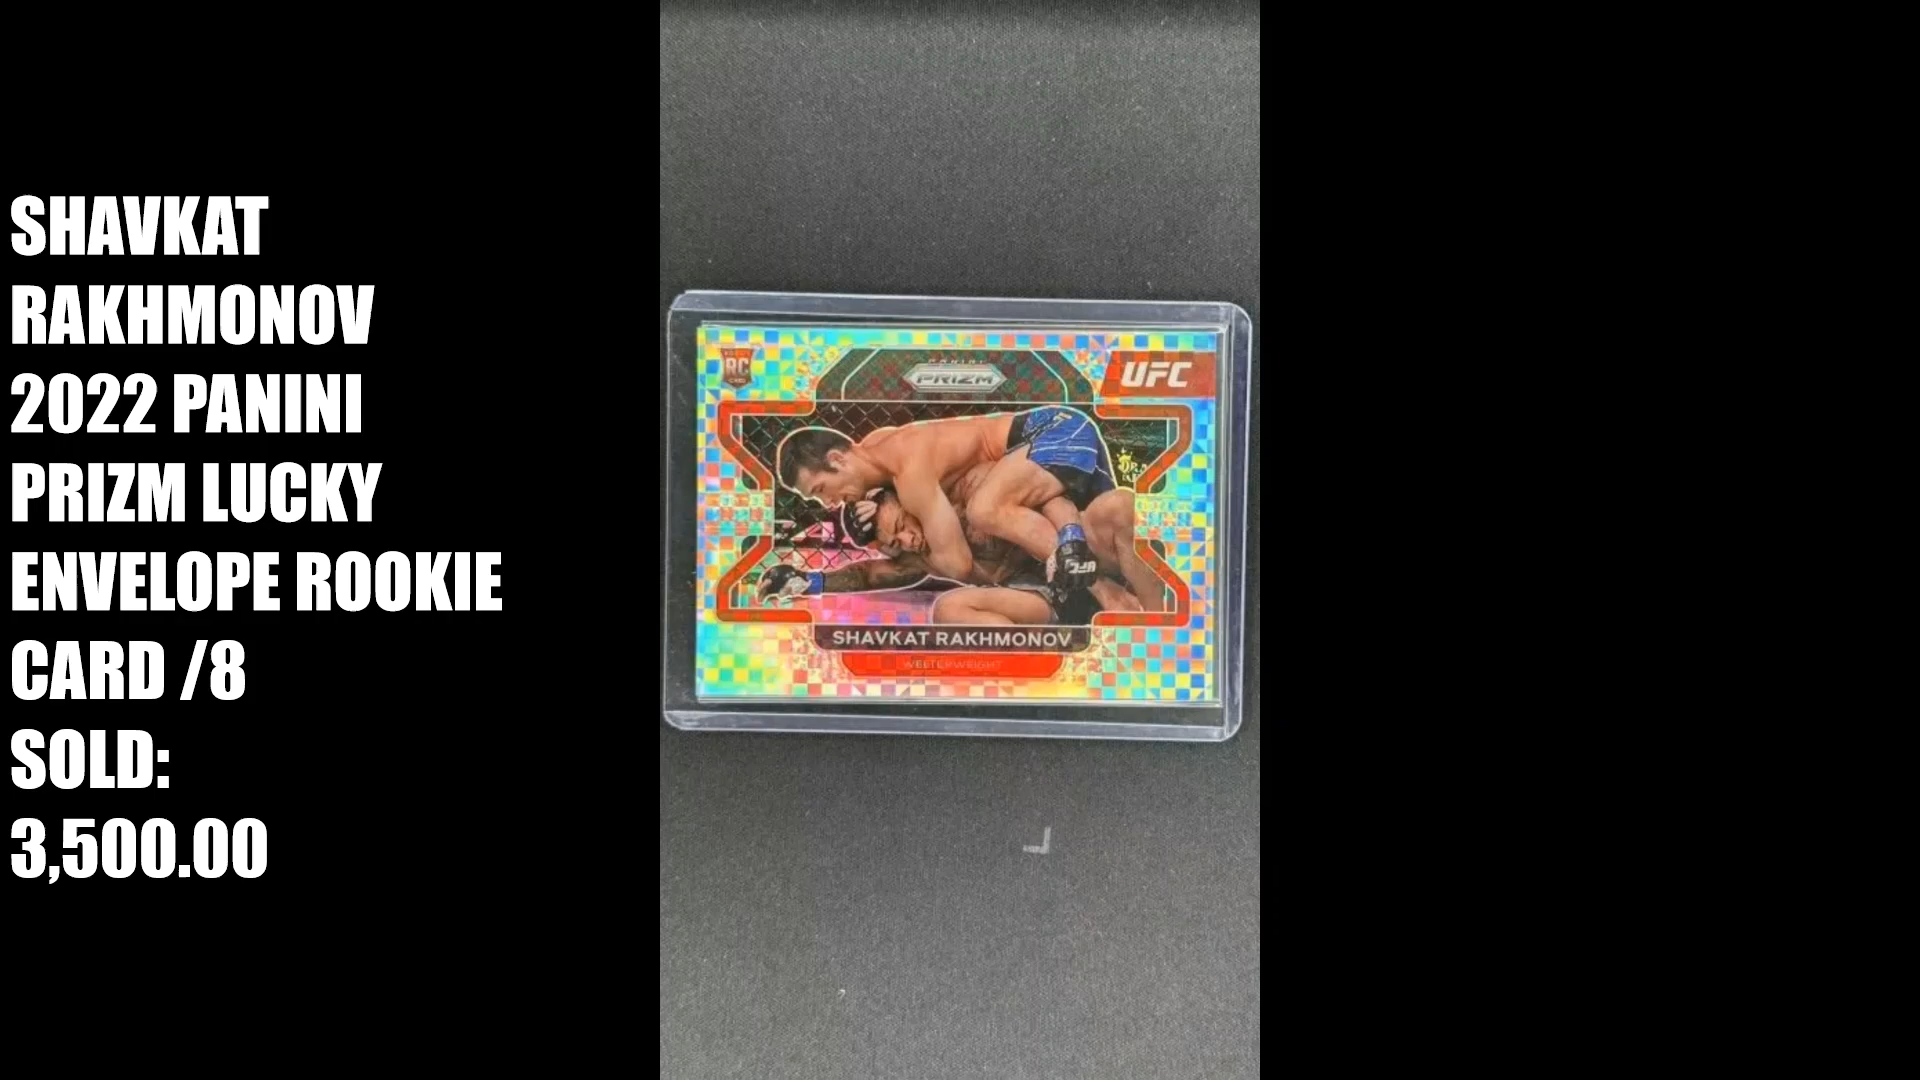 SHAVKAT
RAKHMONOV
2022 PANINI
PRIZM LUCKY
ENVELOPE ROOKIE
CARD /8
SOLD:
3,500.00
RC
PANINI
PRIZM
UFC
SHAVKAT RAKHMONOV
WELTERWEIGHT